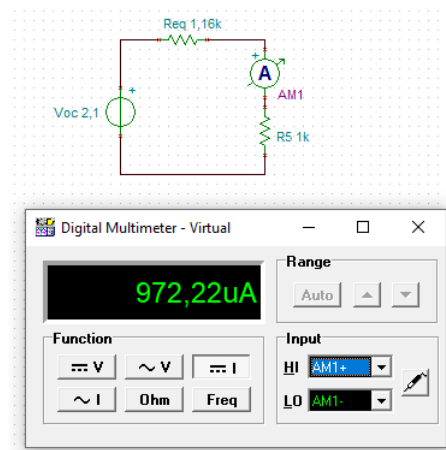 Req 1,16k
+
+
A
AM1
Voc 2,1
R5 1k
Digital Multimeter - Virtual
972,22uA
Range
Auto
Function
V
~ V
I
~ I
Ohm
Freq
Input
HI AM1+
LO AM1-